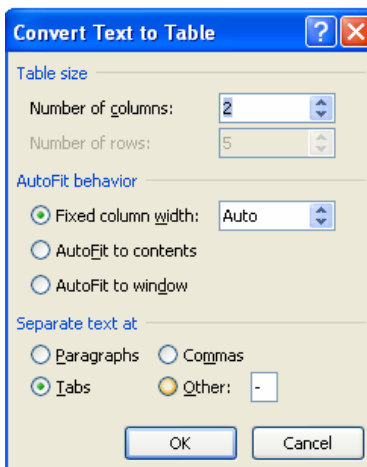 Convert Text to Table ?
Table size
Number of columns: 2
Number of rows: 5
AutoFit behavior
Fixed column width: Auto
AutoFit to contents
AutoFit to window
Separate text at
Paragraphs Commas
Tabs Other: -
OK Cancel